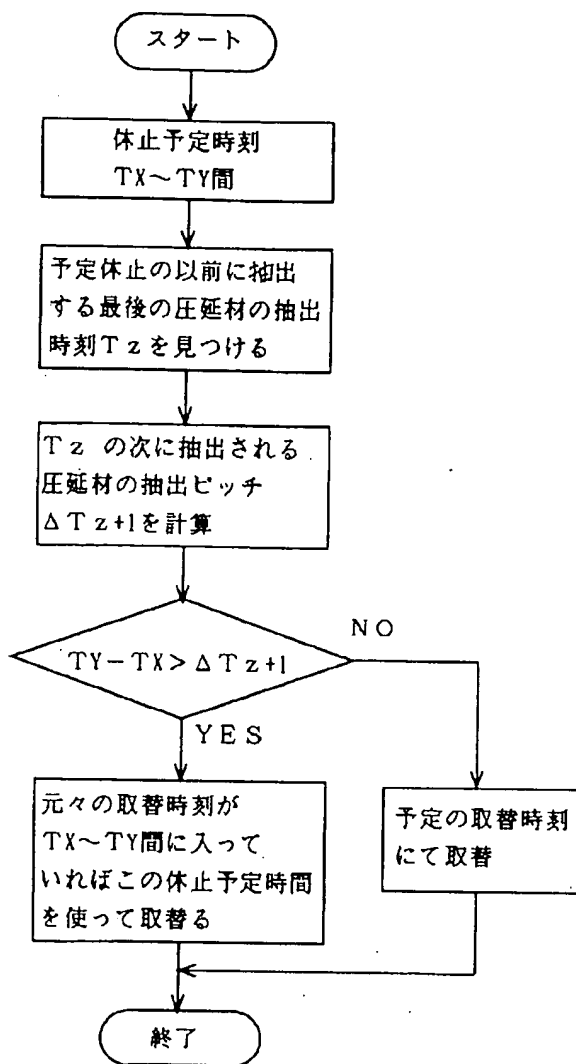 スタート
休止予定時刻
TX～TY間
予定休止の以前に抽出
する最後の圧延材の抽出
時刻Tzを見つける
Tz の次に抽出される
圧延材の抽出ピッチ
ΔTz+1を計算
TY－TX>ΔTz+1
NO
YES
元々の取替時刻が
TX～TY間に入って
いればこの休止予定時間
を使って取替る
予定の取替時刻
にて取替
終了